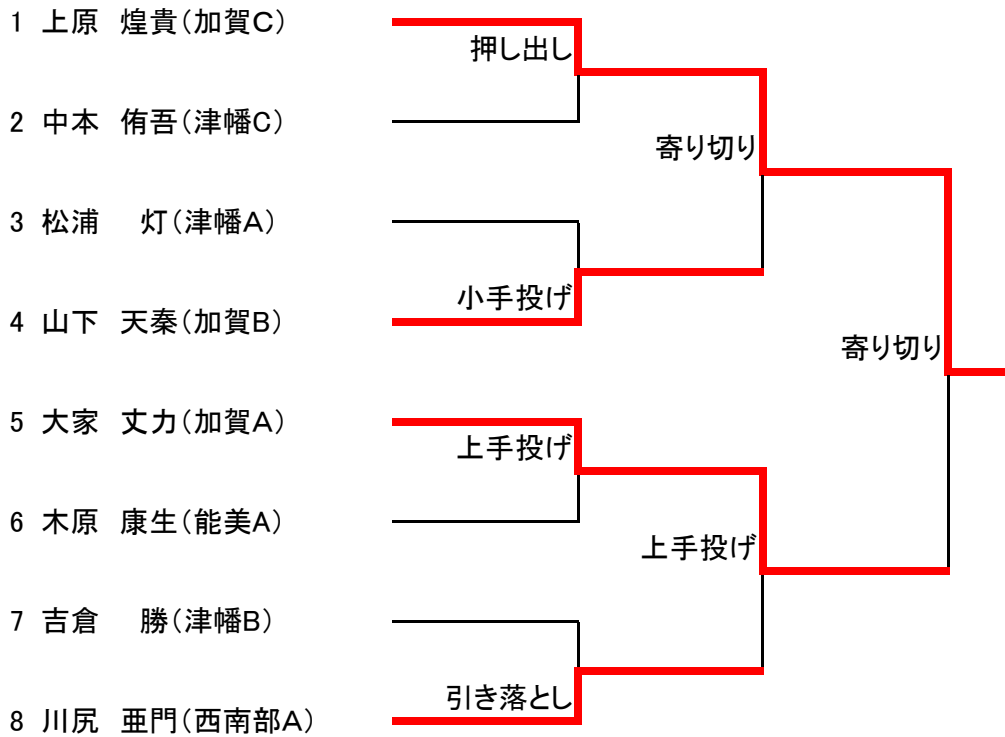 1 上原 煌貴(加賀C)
押し出し
2 中本 侑吾(津幡C)
寄り切り
3 松浦 灯(津幡A)
小手投げ
4 山下 天秦(加賀B)
寄り切り
5 大家 丈力(加賀A)
上手投げ
6 木原 康生(能美A)
上手投げ
7 吉倉 勝(津幡B)
引き落とし
8 川尻 亜門(西南部A)